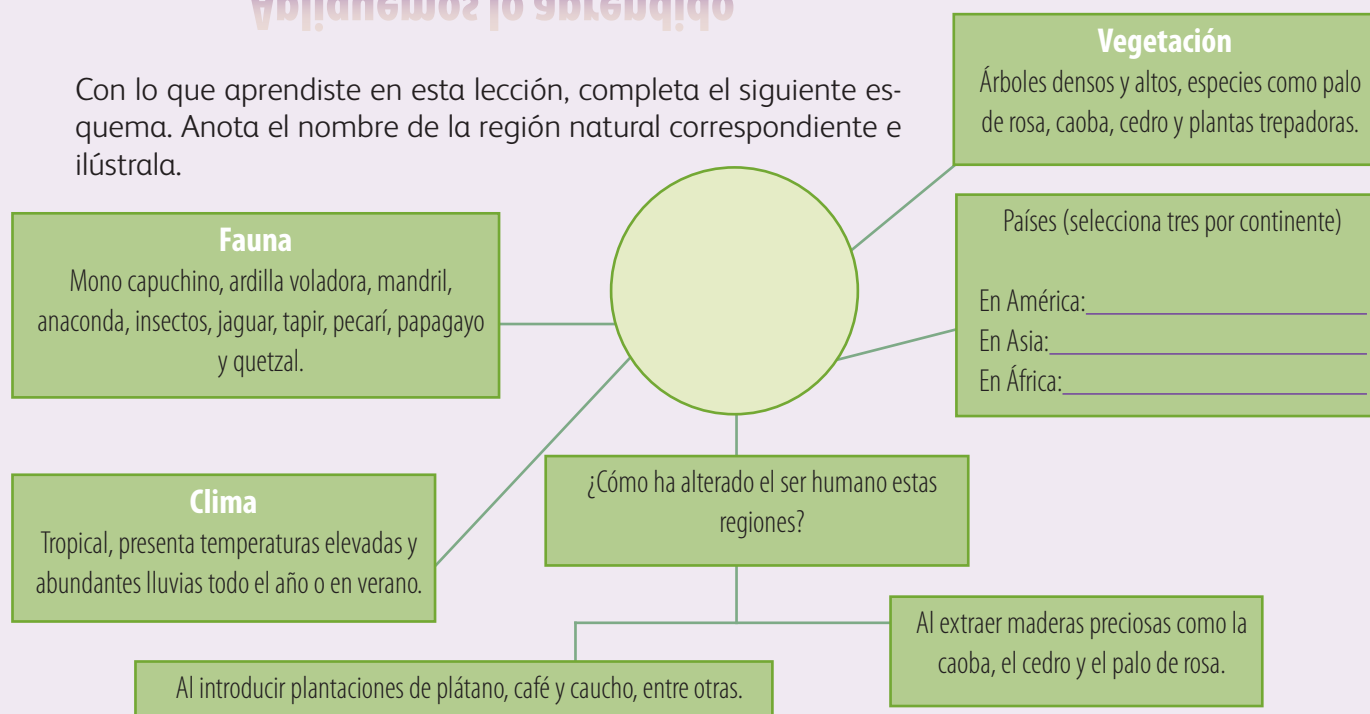 Apliquemos lo aprendido
Con lo que aprendiste en esta lección, completa el siguiente es-
quema. Anota el nombre de la región natural correspondiente e
ilústrala.
Vegetación
Árboles densos y altos, especies como palo
de rosa, caoba, cedro y plantas trepadoras.
Fauna
Mono capuchino, ardilla voladora, mandril,
anaconda, insectos, jaguar, tapir, pecarí, papagayo
y quetzal.
Países (selecciona tres por continente)
En América:
En Asia:
En África:
Clima
Tropical, presenta temperaturas elevadas y
abundantes lluvias todo el año o en verano.
¿Cómo ha alterado el ser humano estas
regiones?
Al extraer maderas preciosas como la
caoba, el cedro y el palo de rosa.
Al introducir plantaciones de plátano, café y caucho, entre otras.